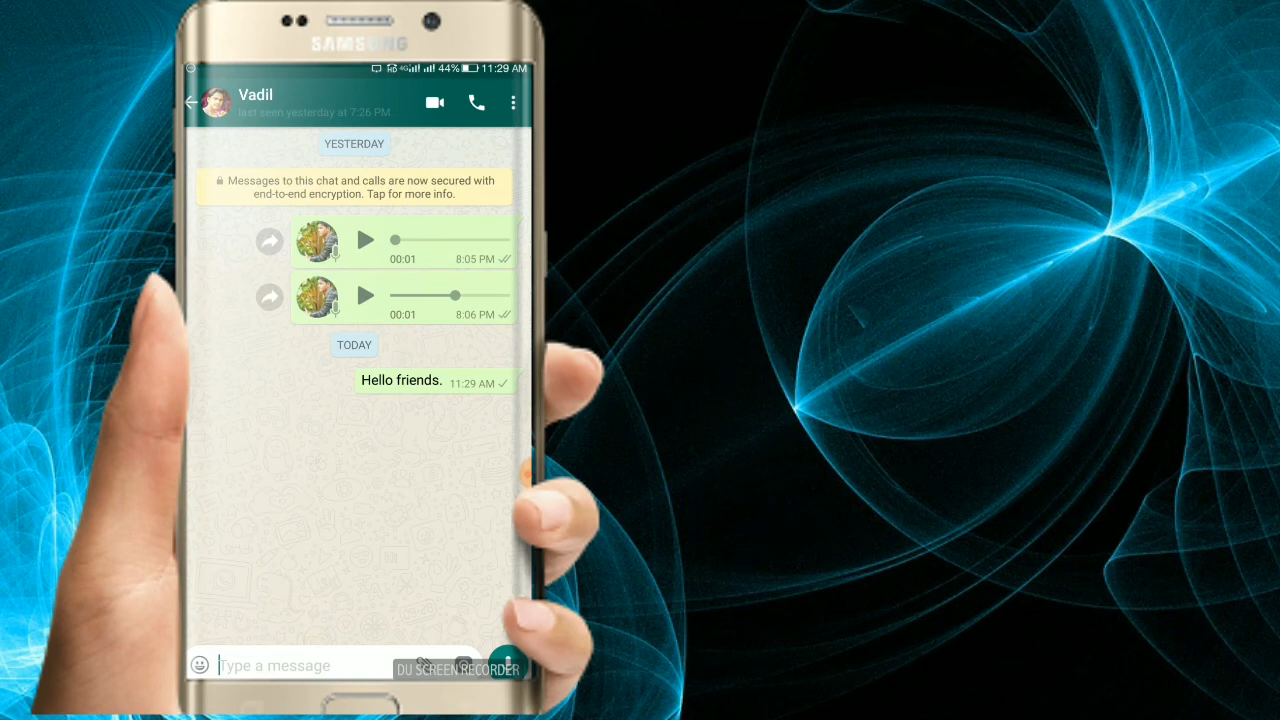 SAMSUNG
44% 11:29 AM
Vadil
last seen yesterday at 7:26 PM
YESTERDAY
Messages to this chat and calls are now secured with
end-to-end encryption. Tap for more info.
00:01 8:05 PM
00:01 8:06 PM
TODAY
Hello friends. 11:29 AM
Type a message
DU SCREEN RECORDER